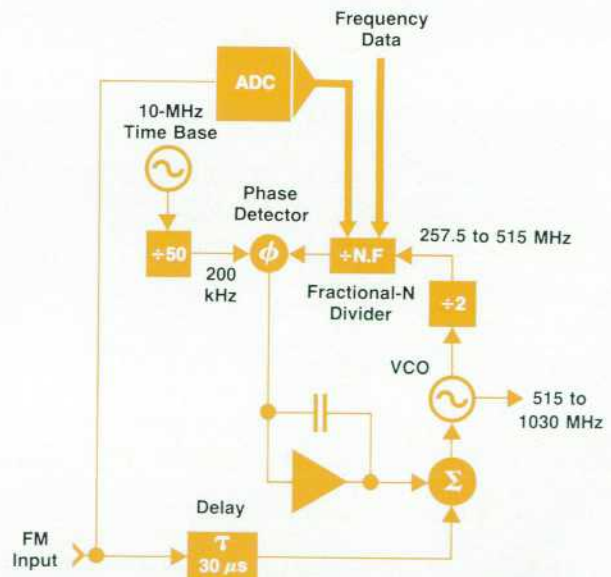 Frequency
Data
ADC
10-MHz
Time Base
Phase
Detector
÷50
ϕ
÷N.F
257.5 to 515 MHz
200
kHz
Fractional-N
Divider
÷2
VCO
515 to
1030 MHz
Σ
Delay
FM
Input
τ
30 μs